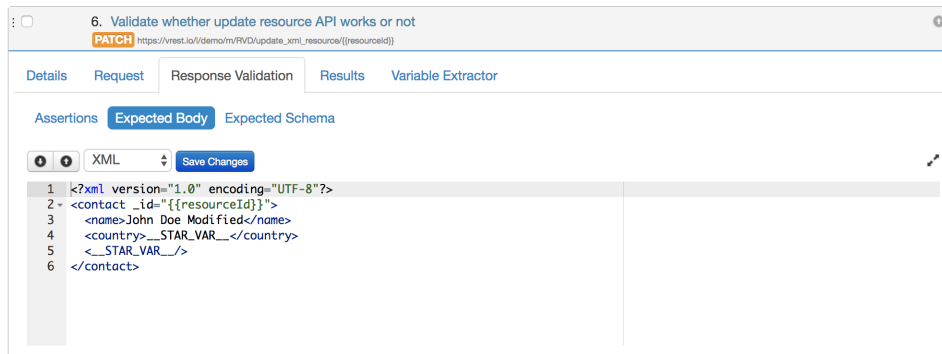 6. Validate whether update resource API works or not
PATCH https://vrest.io/i/demo/m/RVD/update_xml_resource/{{resourceId}}
Details Request Response Validation Results Variable Extractor
Assertions Expected Body Expected Schema
XML Save Changes
1 <?xml version="1.0" encoding="UTF-8"?>
2 <contact _id="{{resourceId}}">
3 <name>John Doe Modified</name>
4 <country>__STAR_VAR__</country>
5 <__STAR_VAR__/>
6 </contact>